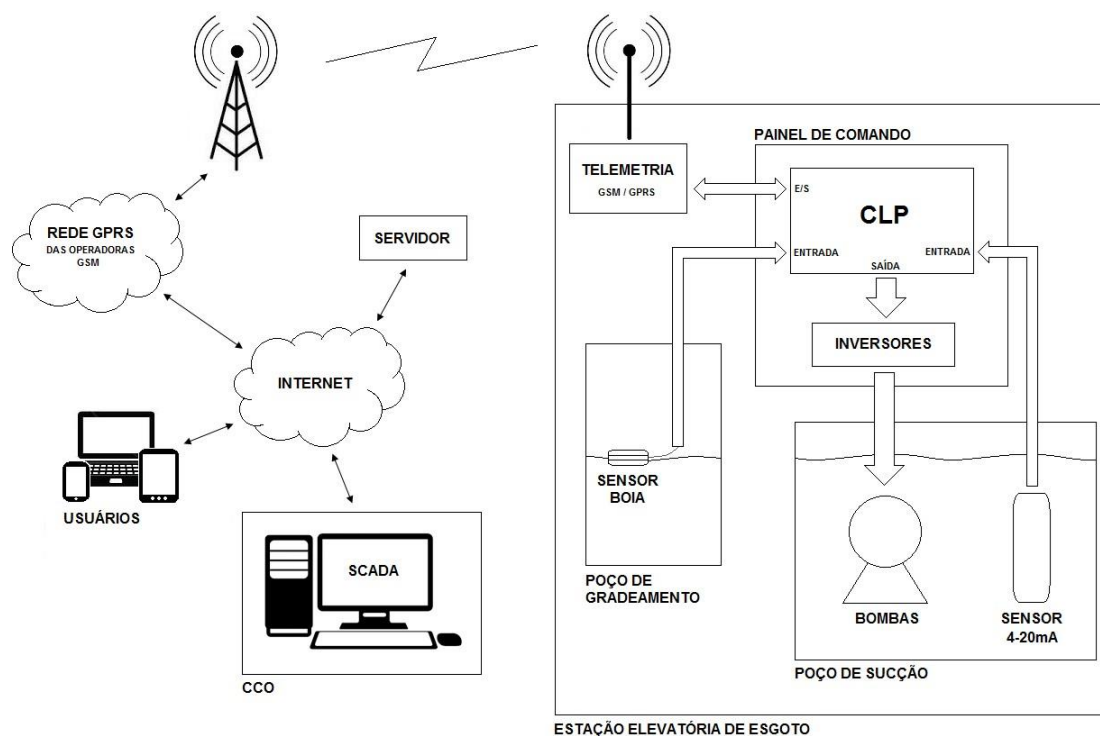 PAINEL DE COMANDO
TELEMETRIA
GSM / GPRS
E/S
CLP
ENTRADA
ENTRADA
SAÍDA
INVERSORES
REDE GPRS
DAS OPERADORAS
GSM
SERVIDOR
INTERNET
USUÁRIOS
SCADA
CCO
SENSOR
BOIA
POÇO DE
GRADEAMENTO
BOMBAS
SENSOR
4-20mA
POÇO DE SUCÇÃO
ESTAÇÃO ELEVATÓRIA DE ESGOTO